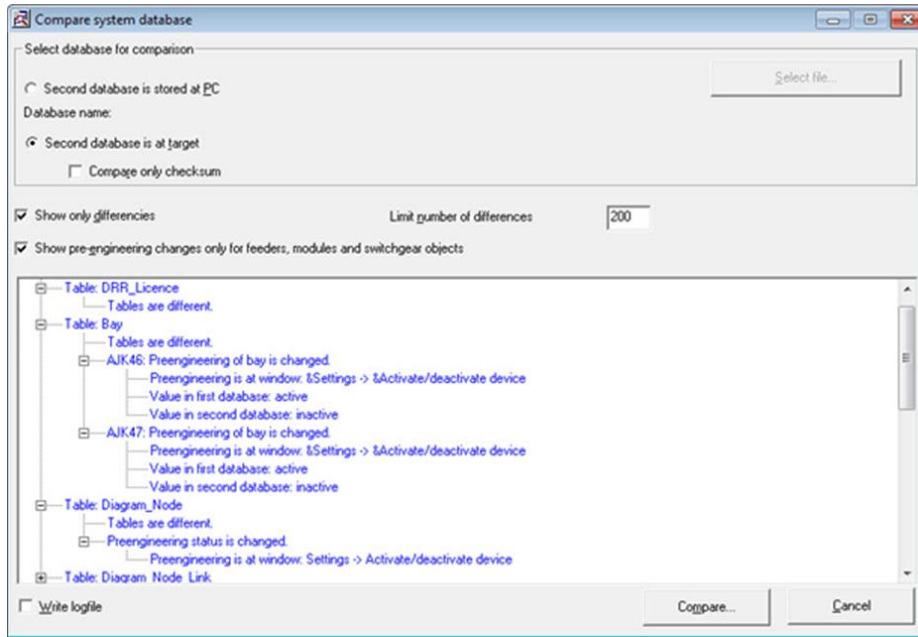 Compare system database
Select database for comparison
Select file...
Second database is stored at PC
Database name:
Second database is at target
Compare only checksum
Show only differencies
Limit number of differences
200
Show pre-engineering changes only for feeders, modules and switchgear objects
Table: DRR_Licence
Tables are different.
Table: Bay
Tables are different.
AJK46: Preengineering of bay is changed.
Preengineering is at window: &Settings -> &Activate/deactivate device
Value in first database: active
Value in second database: inactive
AJK47: Preengineering of bay is changed.
Preengineering is at window: &Settings -> &Activate/deactivate device
Value in first database: active
Value in second database: inactive
Table: Diagram_Node
Tables are different.
Preengineering status is changed.
Preengineering is at window: Settings -> Activate/deactivate device
Table: Diagram_Node_Link
Write logfile
Compare...
Cancel